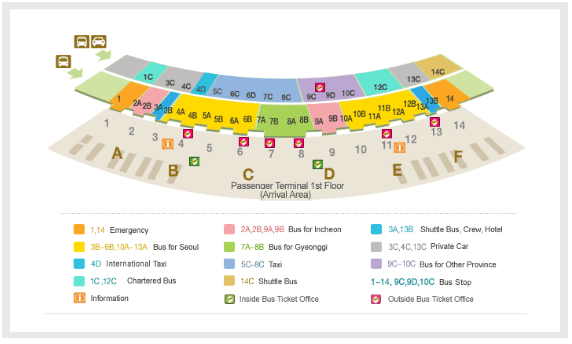 1C 3C 4C 4D 5C 6C 6D 7C 8C 9C 9D 10C 12C 13C 14C
1 2A 2B 3A 3B 4A 4B 5A 5B 6A 6B 7A 7B 8A 8B 9A 9B 10A 10B 11A 11B 12A 12B 13A 13B 14
1 2 3 4 5 6 7 8 9 10 11 12 13 14
A B C D E F
Passenger Terminal 1st Floor
(Arrival Area)
1,14 Emergency
2A,2B,9A,9B Bus for Incheon
3A,13B Shuttle Bus, Crew, Hotel
3B-6B,10A-13A Bus for Seoul
7A-8B Bus for Gyeonggi
3C,4C,13C Private Car
4D International Taxi
5C-8C Taxi
9C-10C Bus for Other Province
1C,12C Chartered Bus
14C Shuttle Bus
1-14, 9C,9D,10C Bus Stop
Information
Inside Bus Ticket Office
Outside Bus Ticket Office